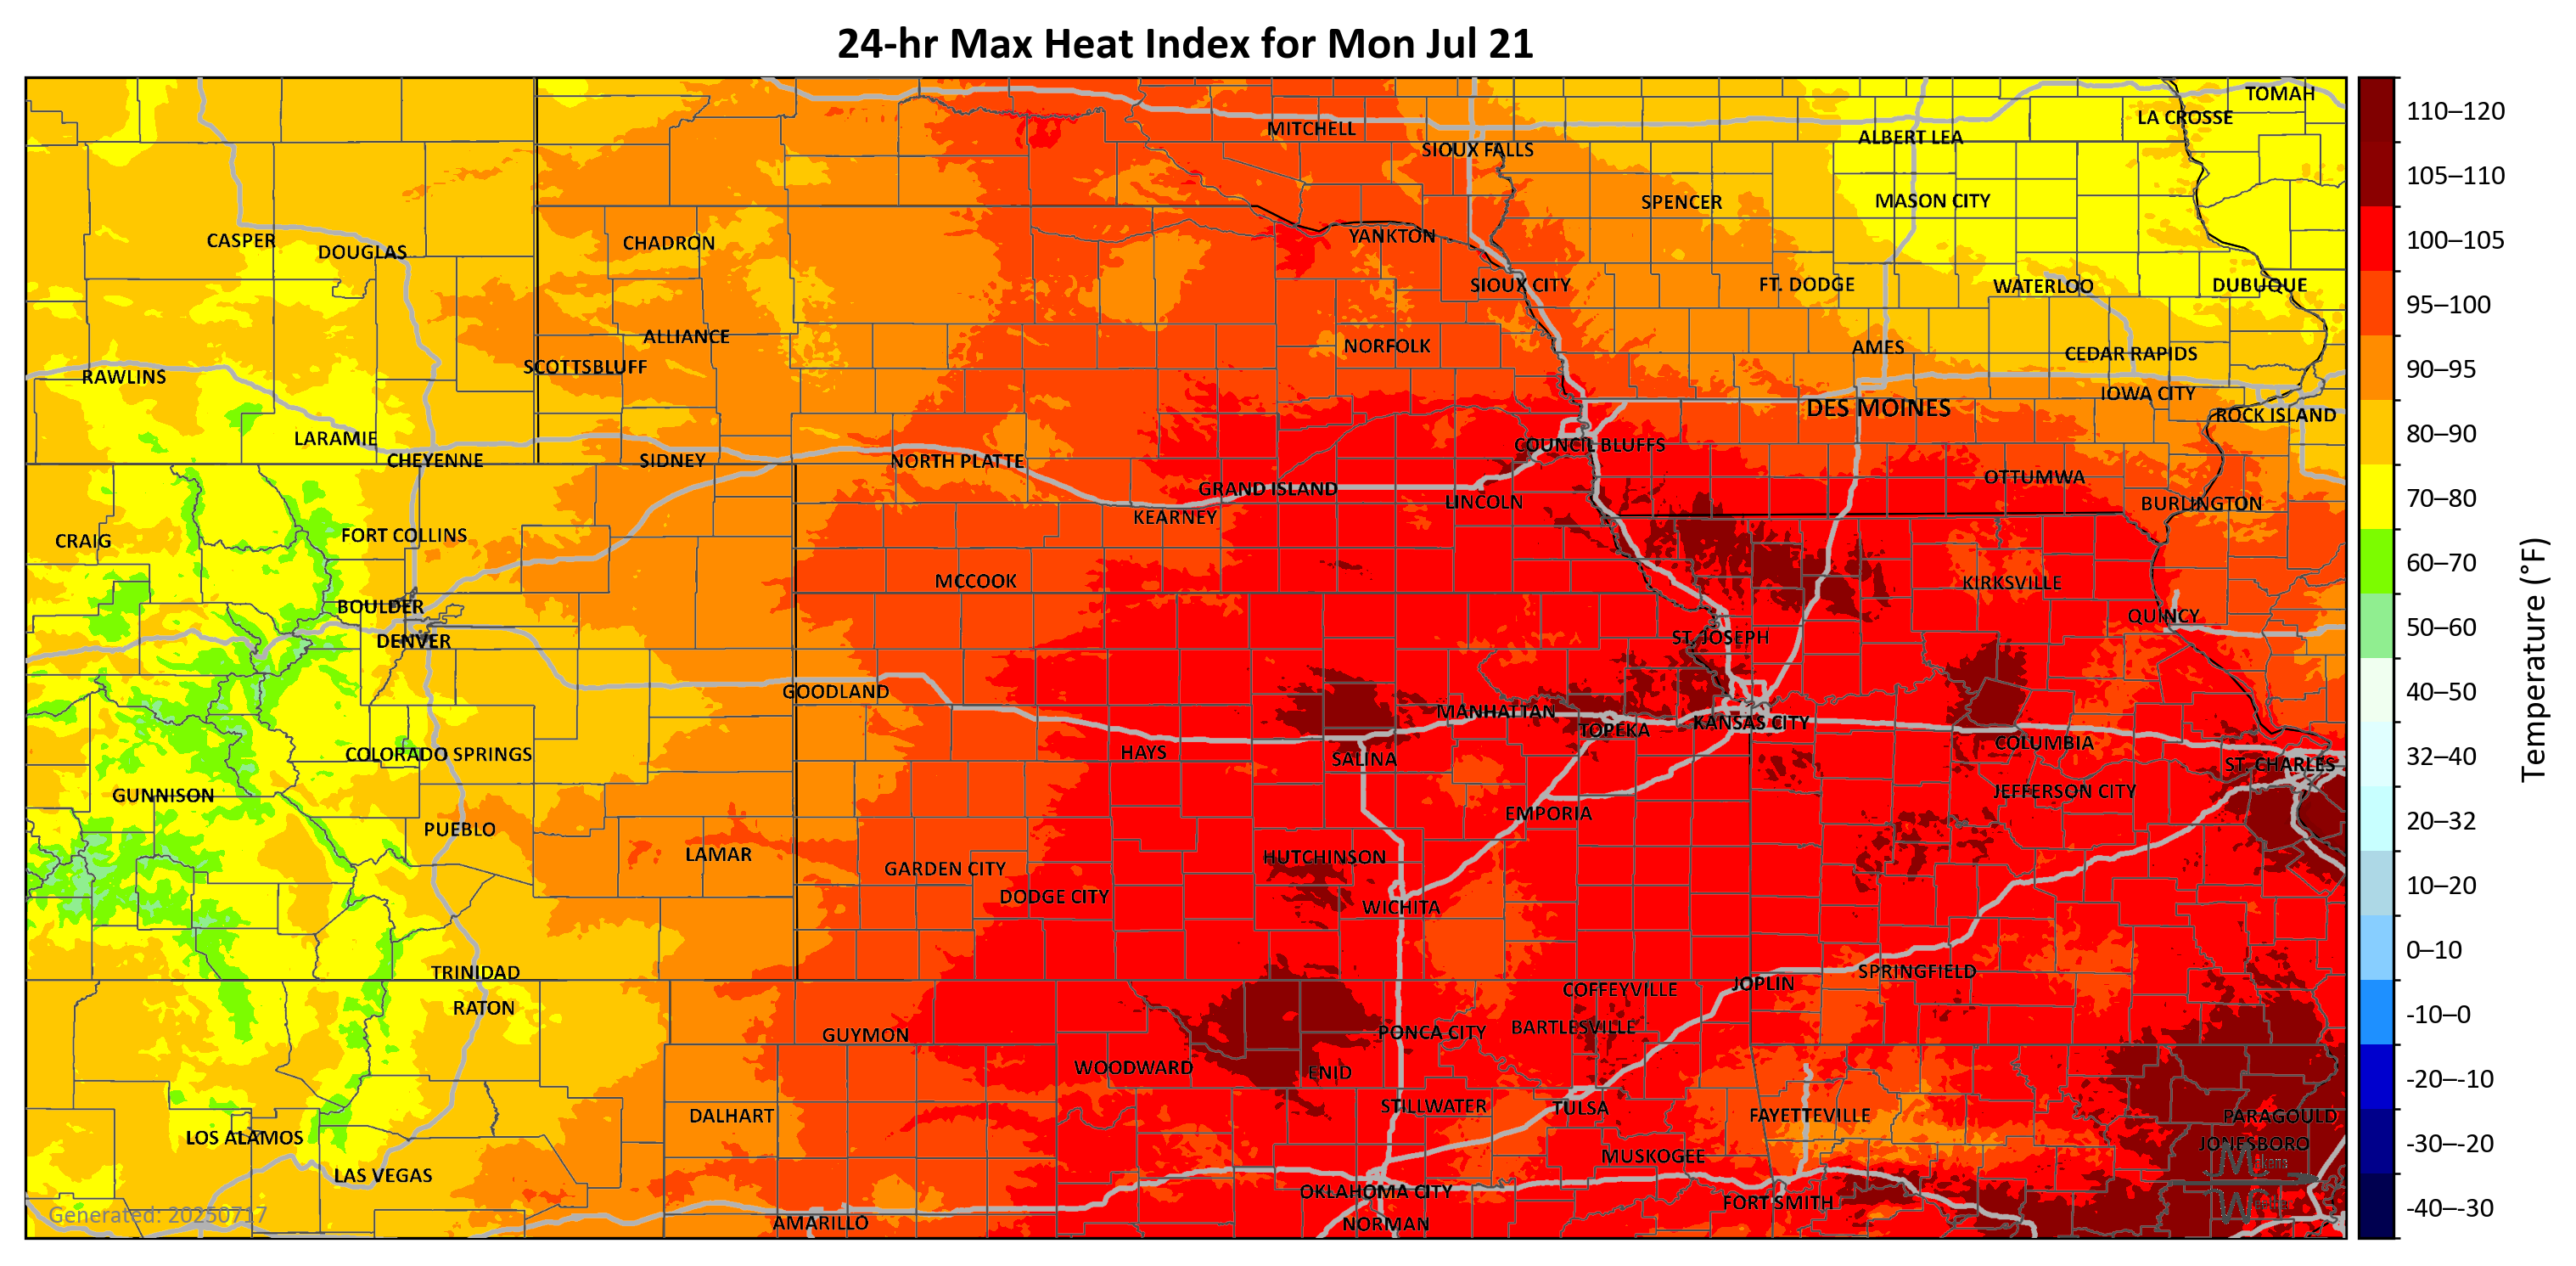 24-hr Max Heat Index for Mon Jul 21
TOMAH
LA CROSSE
MITCHELL
ALBERT LEA
SIOUX FALLS
SPENCER
MASON CITY
CASPER
DOUGLAS
CHADRON
YANKTON
SIOUX CITY
FT. DODGE
WATERLOO
DUBUQUE
ALLIANCE
NORFOLK
AMES
CEDAR RAPIDS
SCOTTSBLUFF
RAWLINS
IOWA CITY
DES MOINES
ROCK ISLAND
LARAMIE
COUNCIL BLUFFS
CHEYENNE
SIDNEY
NORTH PLATTE
OTTUMWA
GRAND ISLAND
LINCOLN
BURLINGTON
KEARNEY
FORT COLLINS
CRAIG
MCCOOK
KIRKSVILLE
BOULDER
QUINCY
DENVER
ST. JOSEPH
GOODLAND
MANHATTAN
TOPEKA
KANSAS CITY
COLUMBIA
COLORADO SPRINGS
HAYS
SALINA
ST. CHARLES
GUNNISON
JEFFERSON CITY
EMPORIA
PUEBLO
LAMAR
HUTCHINSON
GARDEN CITY
DODGE CITY
WICHITA
TRINIDAD
SPRINGFIELD
JOPLIN
COFFEYVILLE
RATON
GUYMON
PONCA CITY
BARTLESVILLE
WOODWARD
ENID
STILLWATER
TULSA
DALHART
FAYETTEVILLE
PARAGOULD
LOS ALAMOS
JONESBORO
MUSKOGEE
LAS VEGAS
OKLAHOMA CITY
FORT SMITH
AMARILLO
NORMAN
Generated: 20250717
110–120
105–110
100–105
95–100
90–95
80–90
70–80
60–70
50–60
40–50
32–40
20–32
10–20
0–10
-10–0
-20–-10
-30–-20
-40–-30
Temperature (°F)